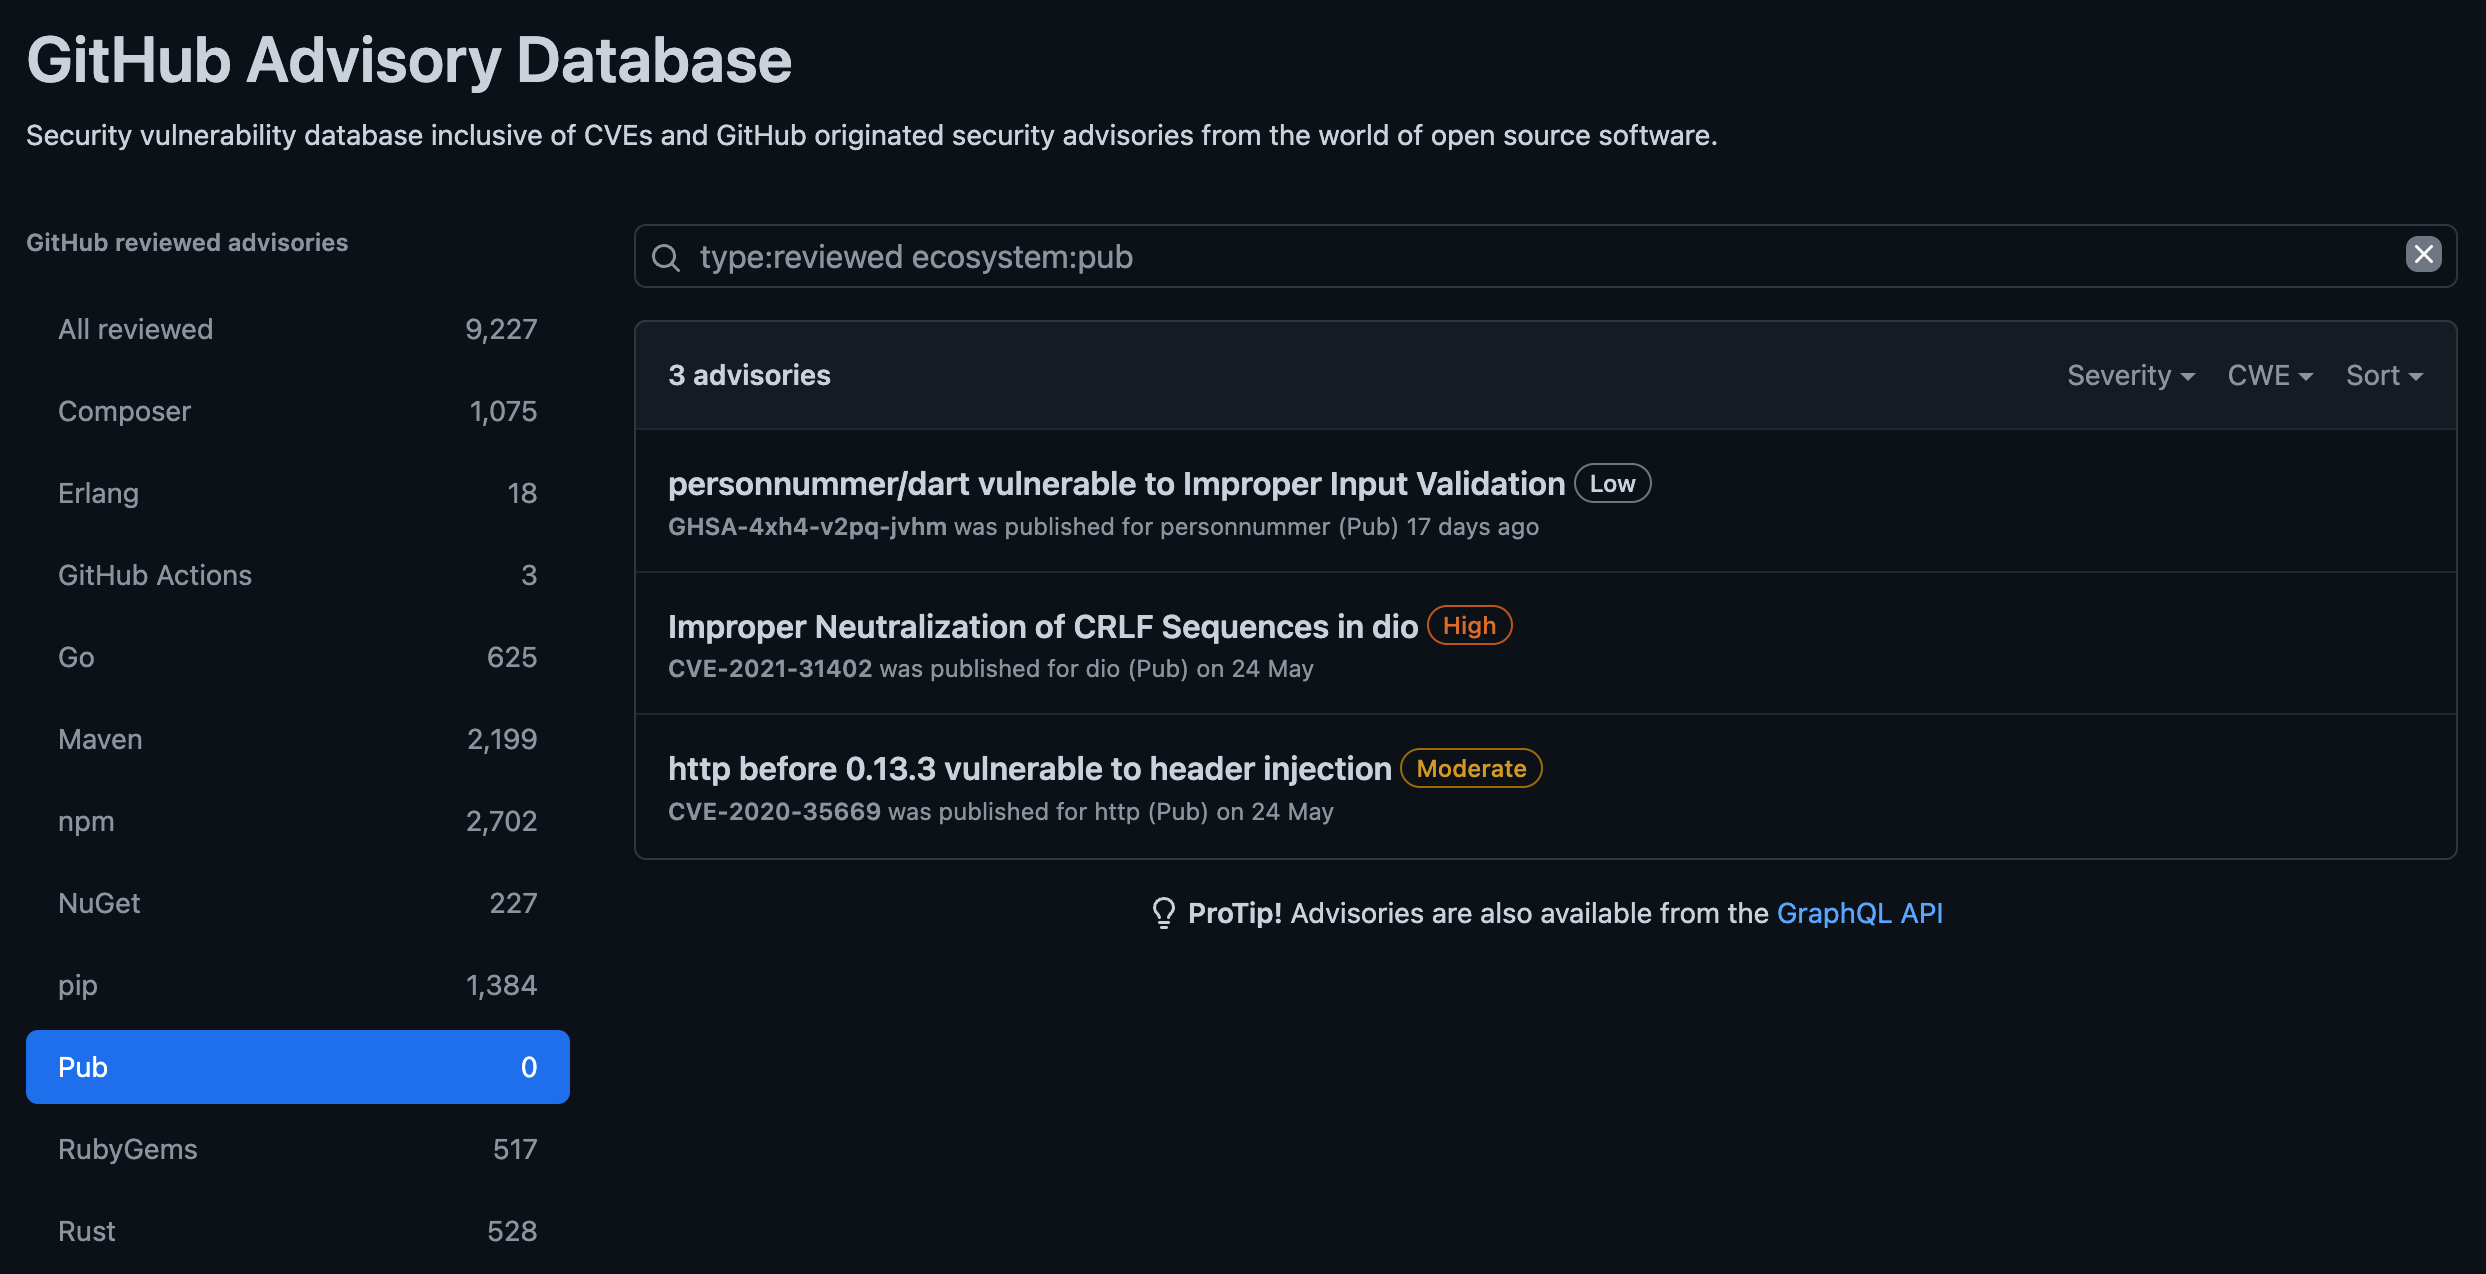 GitHub Advisory Database
Security vulnerability database inclusive of CVEs and GitHub originated security advisories from the world of open source software.
GitHub reviewed advisories
All reviewed 9,227
Composer 1,075
Erlang 18
GitHub Actions 3
Go 625
Maven 2,199
npm 2,702
NuGet 227
pip 1,384
Pub 0
RubyGems 517
Rust 528
type:reviewed ecosystem:pub
3 advisories Severity CWE Sort
personnummer/dart vulnerable to Improper Input Validation Low
GHSA-4xh4-v2pq-jvhm was published for personnummer (Pub) 17 days ago
Improper Neutralization of CRLF Sequences in dio High
CVE-2021-31402 was published for dio (Pub) on 24 May
http before 0.13.3 vulnerable to header injection Moderate
CVE-2020-35669 was published for http (Pub) on 24 May
ProTip! Advisories are also available from the GraphQL API